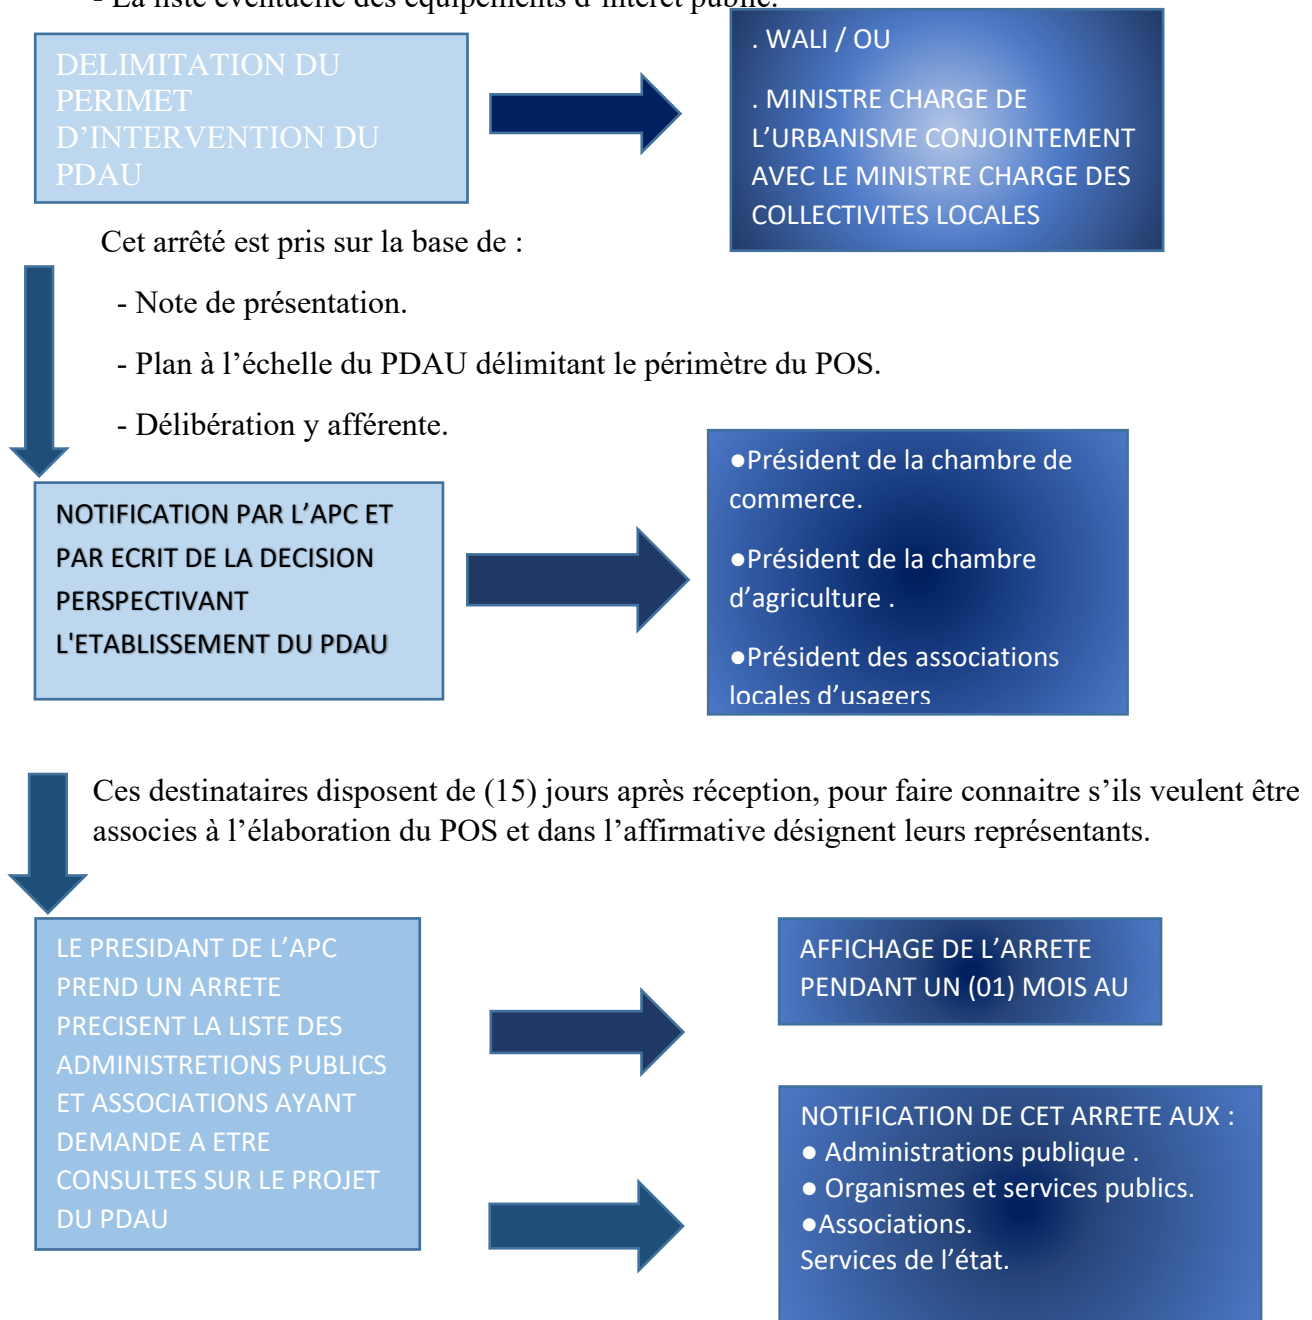 - La liste éventuelle des équipements d'intérêt public.
DELIMITATION DU
PERIMET
D'INTERVENTION DU
PDAU
. WALI / OU
. MINISTRE CHARGE DE
L'URBANISME CONJOINTEMENT
AVEC LE MINISTRE CHARGE DES
COLLECTIVITES LOCALES
Cet arrêté est pris sur la base de :
- Note de présentation.
- Plan à l'échelle du PDAU délimitant le périmètre du POS.
- Délibération y afférente.
NOTIFICATION PAR L'APC ET
PAR ECRIT DE LA DECISION
PERSPECTIVANT
L'ETABLISSEMENT DU PDAU
●Président de la chambre de
commerce.
●Président de la chambre
d'agriculture .
●Président des associations
locales d'usagers
Ces destinataires disposent de (15) jours après réception, pour faire connaitre s'ils veulent être
associes à l'élaboration du POS et dans l'affirmative désignent leurs représentants.
LE PRESIDANT DE L'APC
PREND UN ARRETE
PRECISENT LA LISTE DES
ADMINISTRETIONS PUBLICS
ET ASSOCIATIONS AYANT
DEMANDE A ETRE
CONSULTES SUR LE PROJET
DU PDAU
AFFICHAGE DE L'ARRETE
PENDANT UN (01) MOIS AU
NOTIFICATION DE CET ARRETE AUX :
● Administrations publique .
● Organismes et services publics.
●Associations.
Services de l'état.